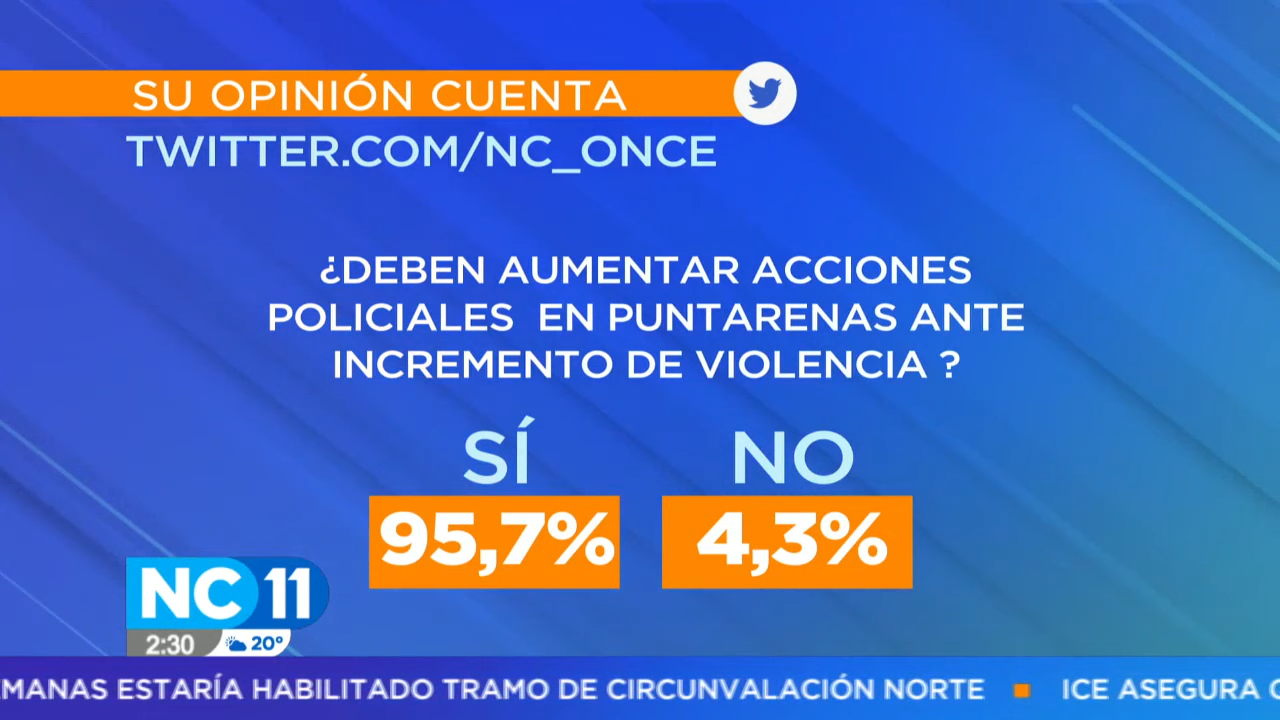 SU OPINIÓN CUENTA
TWITTER.COM/NC_ONCE
¿DEBEN AUMENTAR ACCIONES
POLICIALES  EN PUNTARENAS ANTE
INCREMENTO DE VIOLENCIA ?
SÍ NO
95,7% 4,3%
NC 11
2:30 20°
EMANAS ESTARÍA HABILITADO TRAMO DE CIRCUNVALACIÓN NORTE ■ ICE ASEGURA